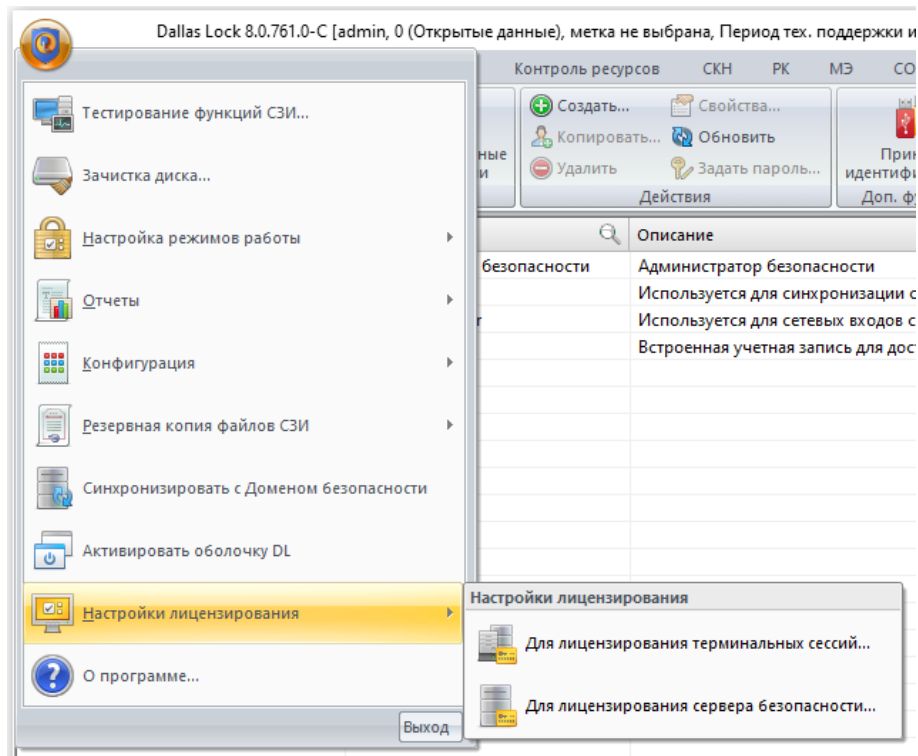 Dallas Lock 8.0.761.0-C [admin, 0 (Открытые данные), метка не выбрана, Период тех. поддержки и
Контроль ресурсов СКН РК МЭ СО
Тестирование функций СЗИ...
Зачистка диска...
Настройка режимов работы
Отчеты
Конфигурация
Резервная копия файлов СЗИ
Синхронизировать с Доменом безопасности
Активировать оболочку DL
Настройки лицензирования
О программе...
Выход
ные
и
Создать...
Свойства...
Копировать...
Обновить
Удалить
Задать пароль...
Действия
При
идентифи
Доп. фу
Описание
безопасности Администратор безопасности
Используется для синхронизации с
r Используется для сетевых входов с
Встроенная учетная запись для дос
Настройки лицензирования
Для лицензирования терминальных сессий...
Для лицензирования сервера безопасности...